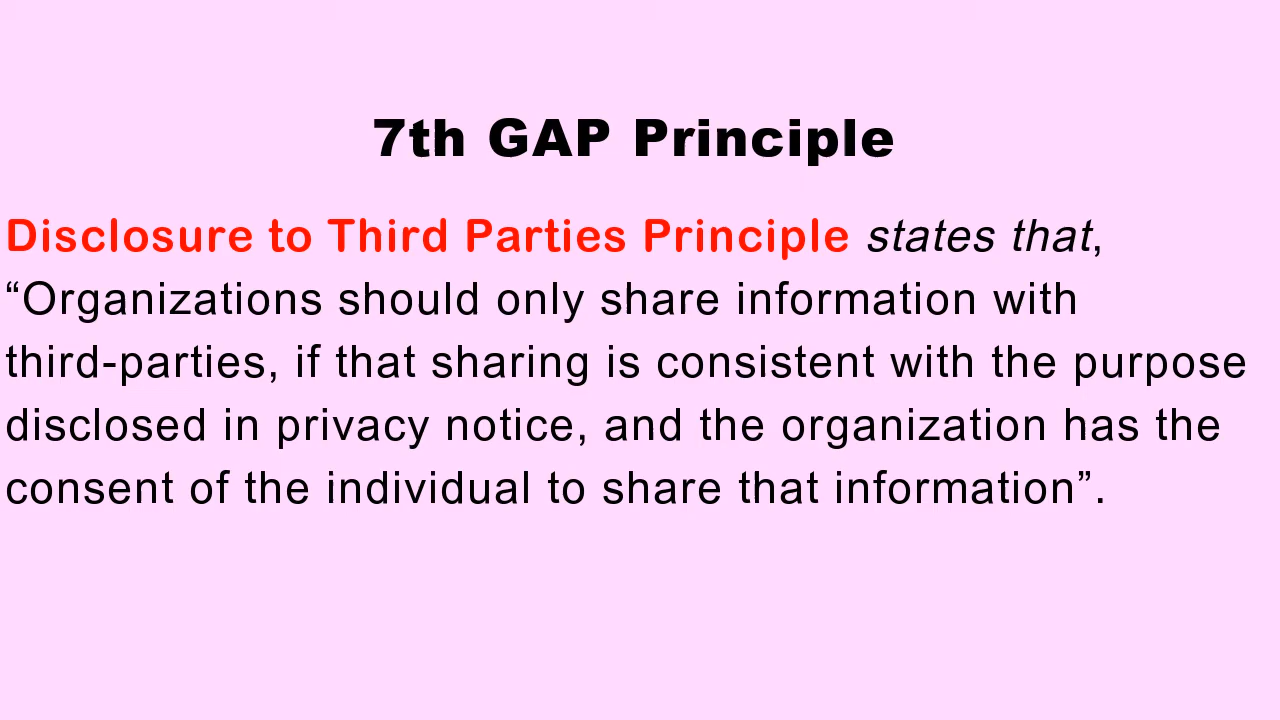 7th GAP Principle
Disclosure to Third Parties Principle states that,
“Organizations should only share information with
third-parties, if that sharing is consistent with the purpose
disclosed in privacy notice, and the organization has the
consent of the individual to share that information”.